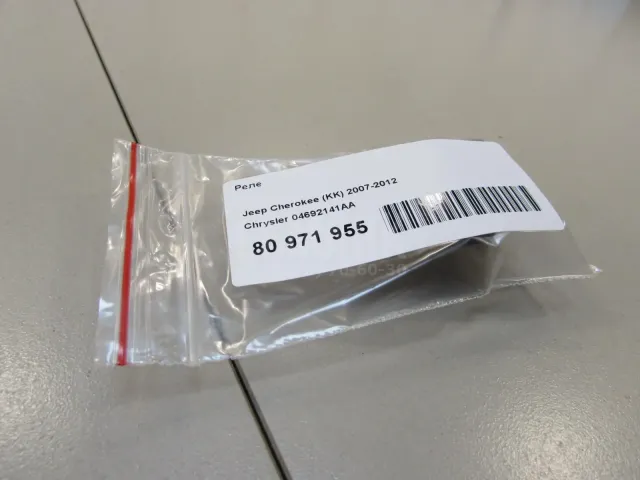 Реле
Jeep Cherokee (KK) 2007-2012
Chrysler 04692141AA
80 971 955